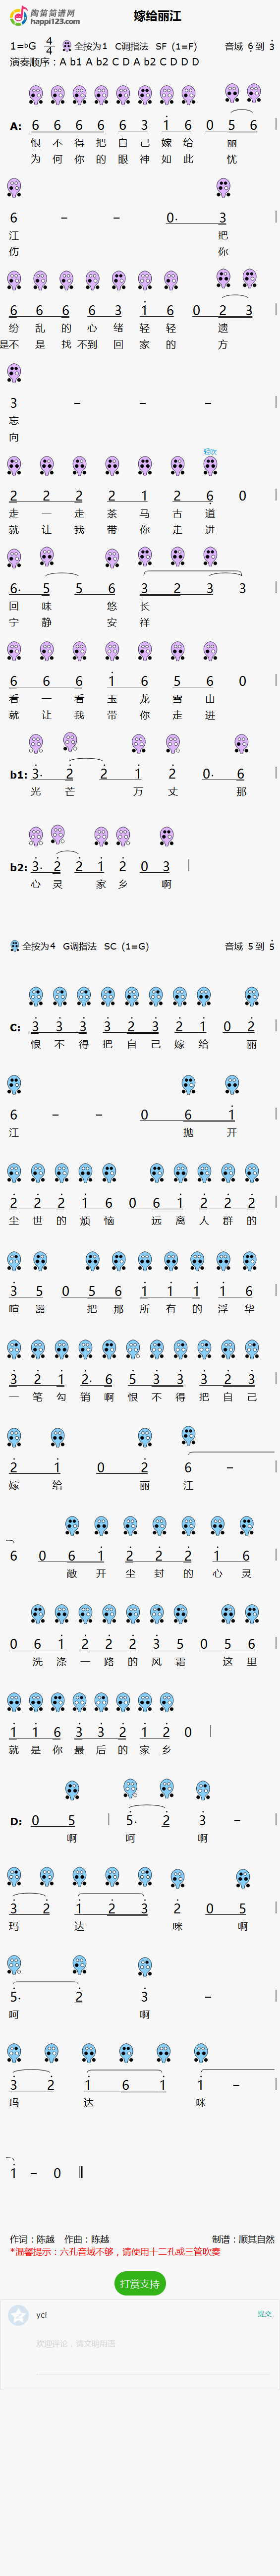 陶笛简谱网
happi123.com
嫁给丽江
1=♭G 4/4 全按为1 C调指法 SF (1=F) 音域 6̣ 到 3̇
演奏顺序：A b1 A b2 C D A b2 C D D D
A: 6 6 6 6 6 3 1̇ 6 0 5 6
恨 不 得 把 自 己 嫁 给 丽
为 何 你 的 眼 神 如 此 忧
6 – – 0. 3
江 把
伤 你
6 6 6 6 3 1̇ 6 0 2 3
纷 乱 的 心 绪 轻 轻 遗
是不 是 找 不到 回 家 的 方
3 – – –
忘
向
轻吹
2 2 2 2 1 2 6̣ 0
走 一 走 茶 马 古 道
就 让 我 带 你 走 进
6. 5 5 6 3 2 3 3
回 味 悠 长
宁 静 安 祥
6 6 6 1̇ 6 5 6 0
看 一 看 玉 龙 雪 山
就 让 我 带 你 走 进
b1: 3̇. 2̇ 2̇ 1̇ 2̇ 0. 6
光 芒 万 丈 那
b2: 3̇. 2̇ 2̇ 1̇ 2̇ 0 3
心 灵 家 乡 啊
全按为4 G调指法 SC (1=G) 音域 5 到 5̇
C: 3̇ 3̇ 3̇ 3̇ 2̇ 3̇ 2̇ 1̇ 0 2̇
恨 不 得 把 自 己 嫁 给 丽
6 – – 0 6 1̇
江 抛 开
2̇ 2̇ 2̇ 1̇ 6 0 6 1̇ 2̇ 2̇ 2̇
尘 世 的 烦 恼 远 离 人 群 的
3̇ 5 0 5 6 1̇ 1̇ 1̇ 1̇ 6
喧 嚣 把 那 所 有 的 浮 华
3̇ 2̇ 1̇ 2̇. 6 5 3̇ 3̇ 3̇ 2̇ 3̇
一 笔 勾 销 啊 恨 不 得 把 自 己
2̇ 1̇ 0 2̇ 6 –
嫁 给 丽 江
6 0 6 1̇ 2̇ 2̇ 2̇ 1̇ 6
敞 开 尘 封 的 心 灵
0 6 1̇ 2̇ 2̇ 2̇ 3̇ 5 0 5 6
洗 涤 一 路 的 风 霜 这 里
1̇ 1̇ 6 3̇ 3̇ 2̇ 1̇ 2̇ 0
就 是 你 最 后 的 家 乡
D: 0 5 5̇. 2̇ 3̇ –
啊 呵 啊
3̇ 2̇ 1̇ 2̇ 3̇ 2̇ 0 5
玛 达 咪 啊
5̇. 2̇ 3̇ –
呵 啊
3̇ 2̇ 1̇ 6 1̇ 1̇ –
玛 达 咪
1̇ – 0
作词：陈越 作曲：陈越 制谱：顺其自然
*温馨提示：六孔音域不够，请使用十二孔或三管吹奏
打赏支持
yci 提交
欢迎评论，请文明用语